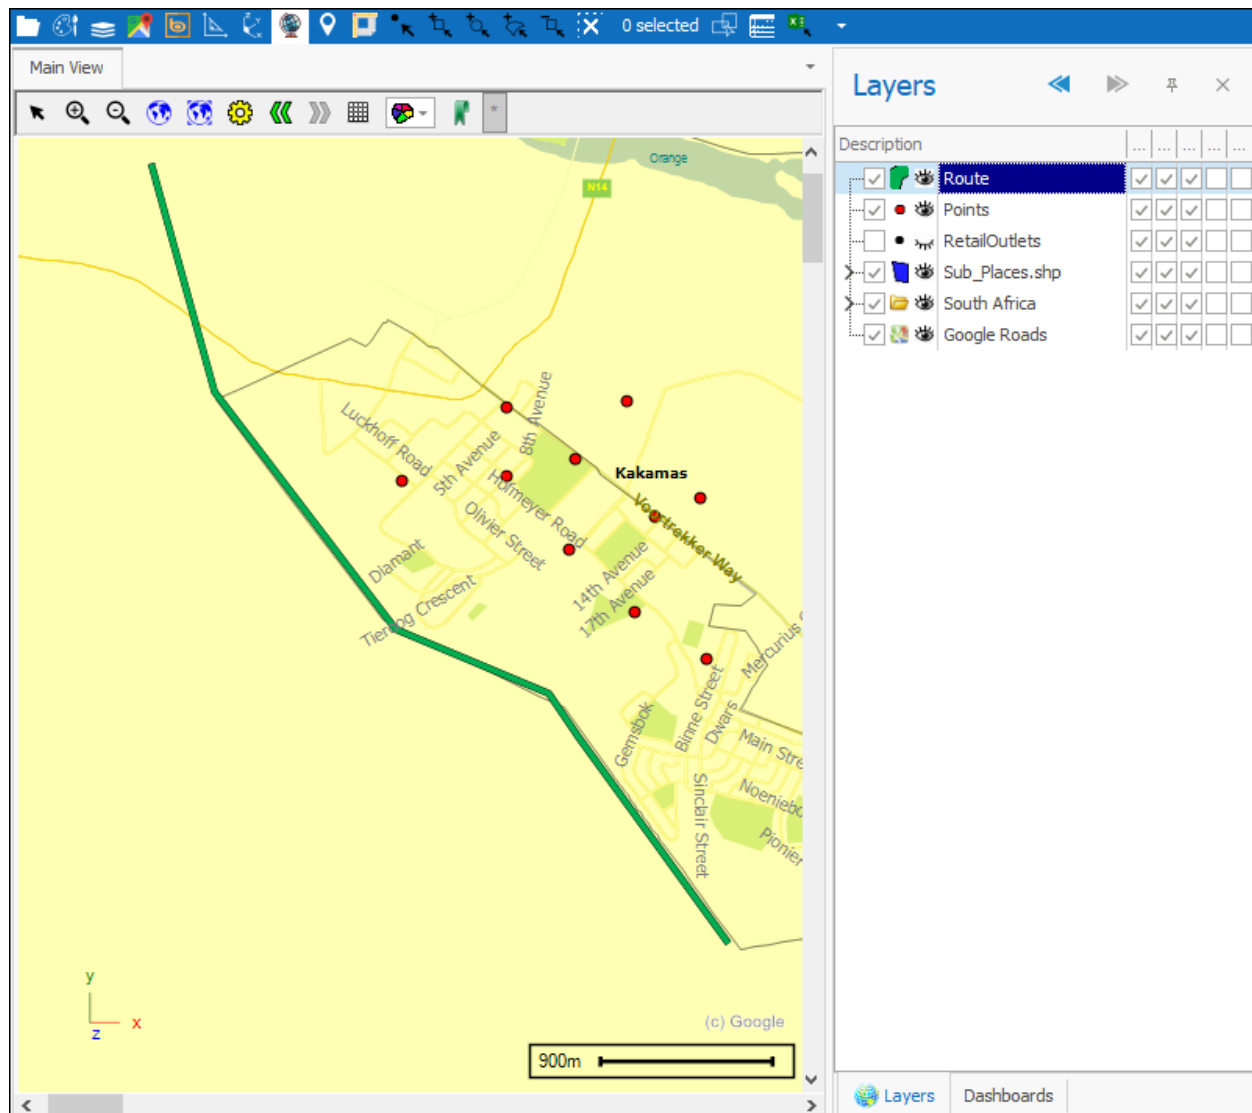 0 selected
Main View
Layers
*
Description
... ... ... ... ...
Route
Points
RetailOutlets
Sub_Places.shp
South Africa
Google Roads
Orange
N14
8th Avenue
Luckhoff Road
5th Avenue
Kakamas
Hofmeyer Road
Voortrekker Way
Olivier Street
Diamant
14th Avenue
17th Avenue
Tieroog Crescent
Mercurius
Binne Street
Gemsbok
Dwars
Main Stre
Sinclair Street
Noeniebo
Pionier
y
x
z
(c) Google
900m
Layers
Dashboards